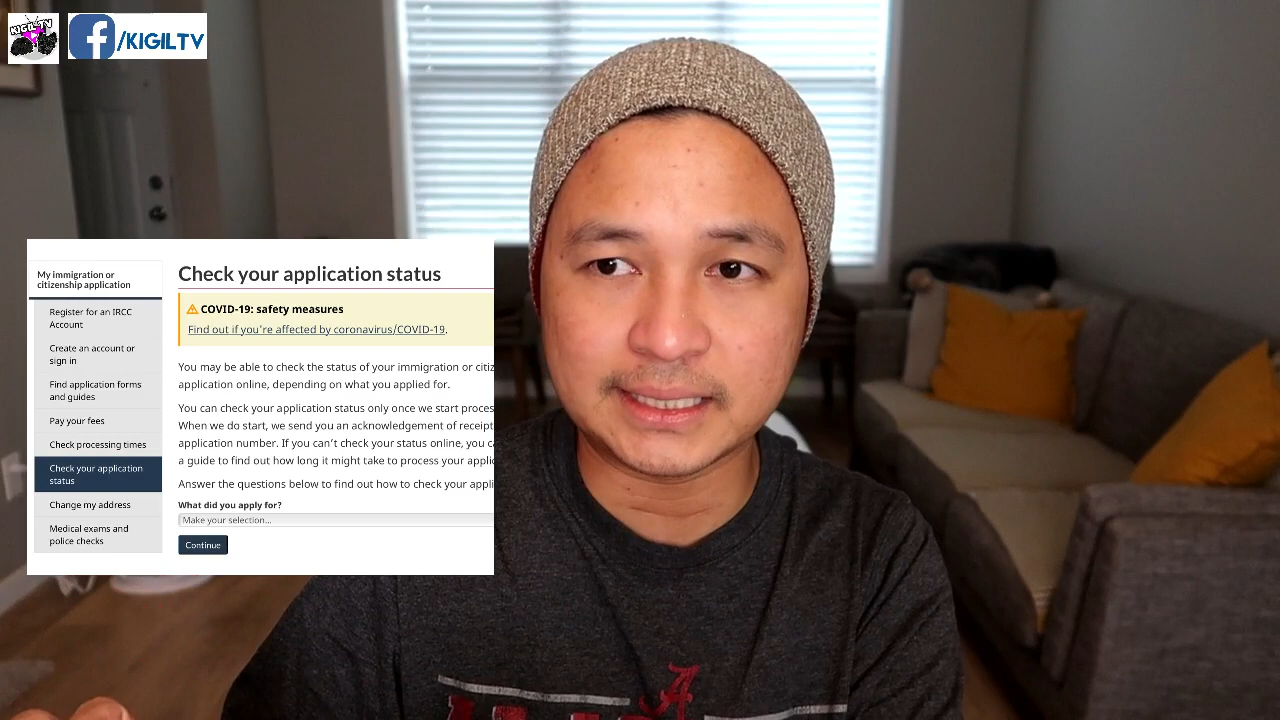 KIGILTV
/KIGILTV
My immigration or
citizenship application
Register for an IRCC
Account
Create an account or
sign in
Find application forms
and guides
Pay your fees
Check processing times
Check your application
status
Change my address
Medical exams and
police checks
Check your application status
COVID-19: safety measures
Find out if you're affected by coronavirus/COVID-19.
You may be able to check the status of your immigration or citiz
application online, depending on what you applied for.
You can check your application status only once we start proces
When we do start, we send you an acknowledgement of receipt
application number. If you can't check your status online, you ca
a guide to find out how long it might take to process your applic
Answer the questions below to find out how to check your appli
What did you apply for?
Make your selection...
Continue
A